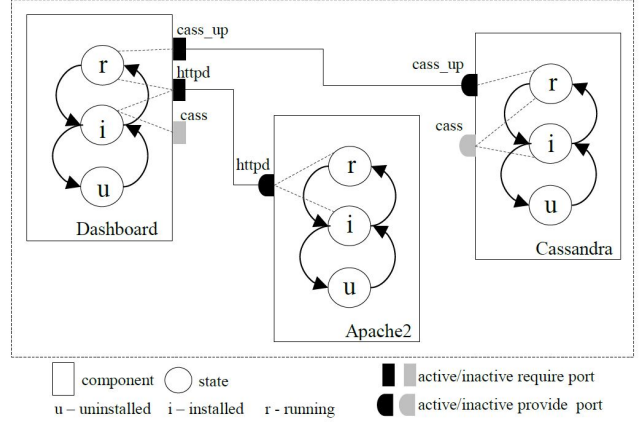 cass_up
httpd
cass
r
i
u
Dashboard
cass_up
cass
r
i
u
Cassandra
httpd
r
i
u
Apache2
component
state
active/inactive require port
u – uninstalled i – installed r - running
active/inactive provide port